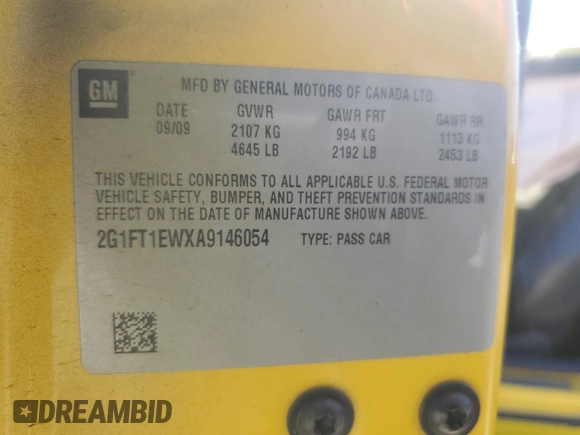 GM
MFD BY GENERAL MOTORS OF CANADA LTD.
DATE GVWR GAWR FRT GAWR RR
09/09 2107 KG 994 KG 1113 KG
4645 LB 2192 LB 2453 LB
THIS VEHICLE CONFORMS TO ALL APPLICABLE U.S. FEDERAL MOTOR
VEHICLE SAFETY, BUMPER, AND THEFT PREVENTION STANDARDS IN
EFFECT ON THE DATE OF MANUFACTURE SHOWN ABOVE.
2G1FT1EWXA9146054 TYPE: PASS CAR
DREAMBID